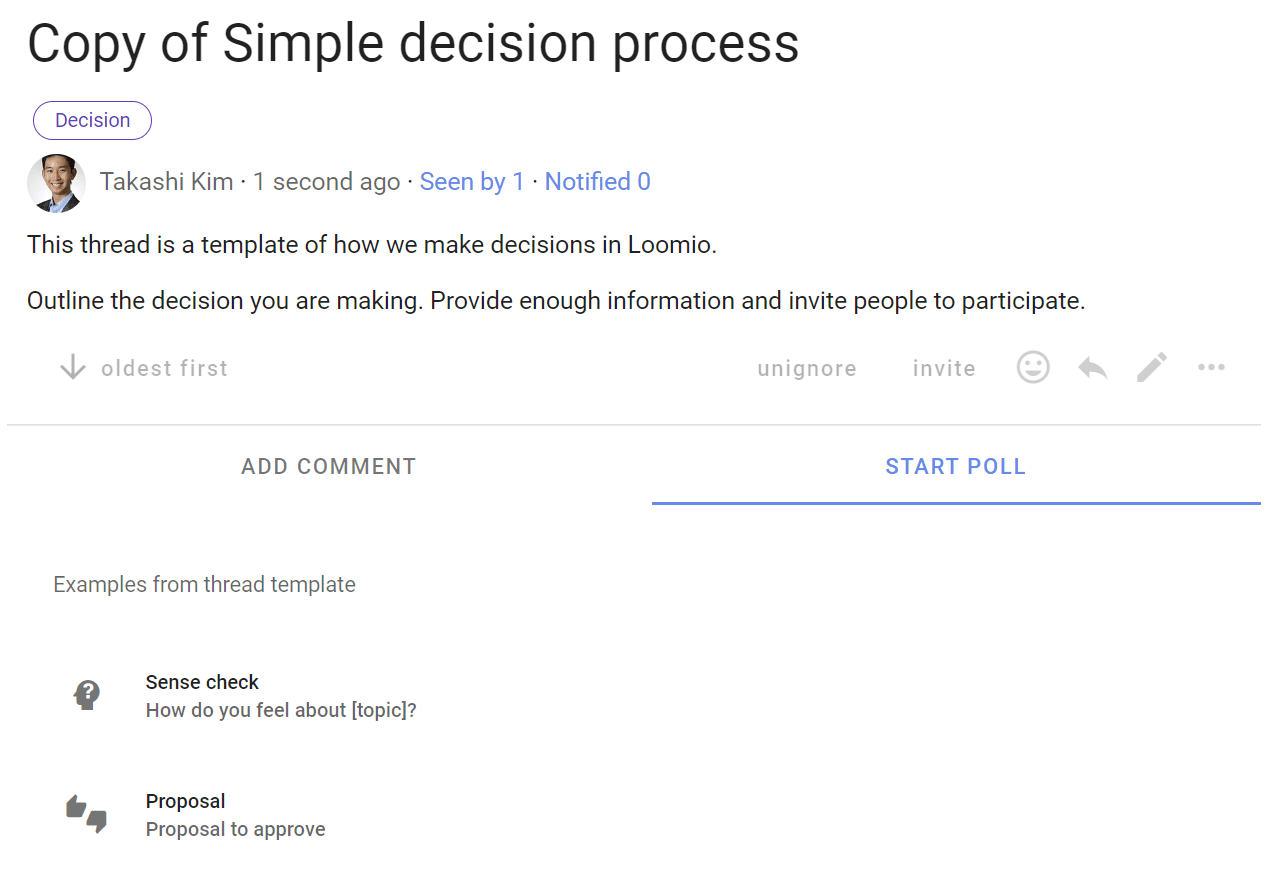 Copy of Simple decision process
Decision
Takashi Kim · 1 second ago · Seen by 1 · Notified 0
This thread is a template of how we make decisions in Loomio.
Outline the decision you are making. Provide enough information and invite people to participate.
oldest first unignore invite
ADD COMMENT START POLL
Examples from thread template
Sense check
How do you feel about [topic]?
Proposal
Proposal to approve